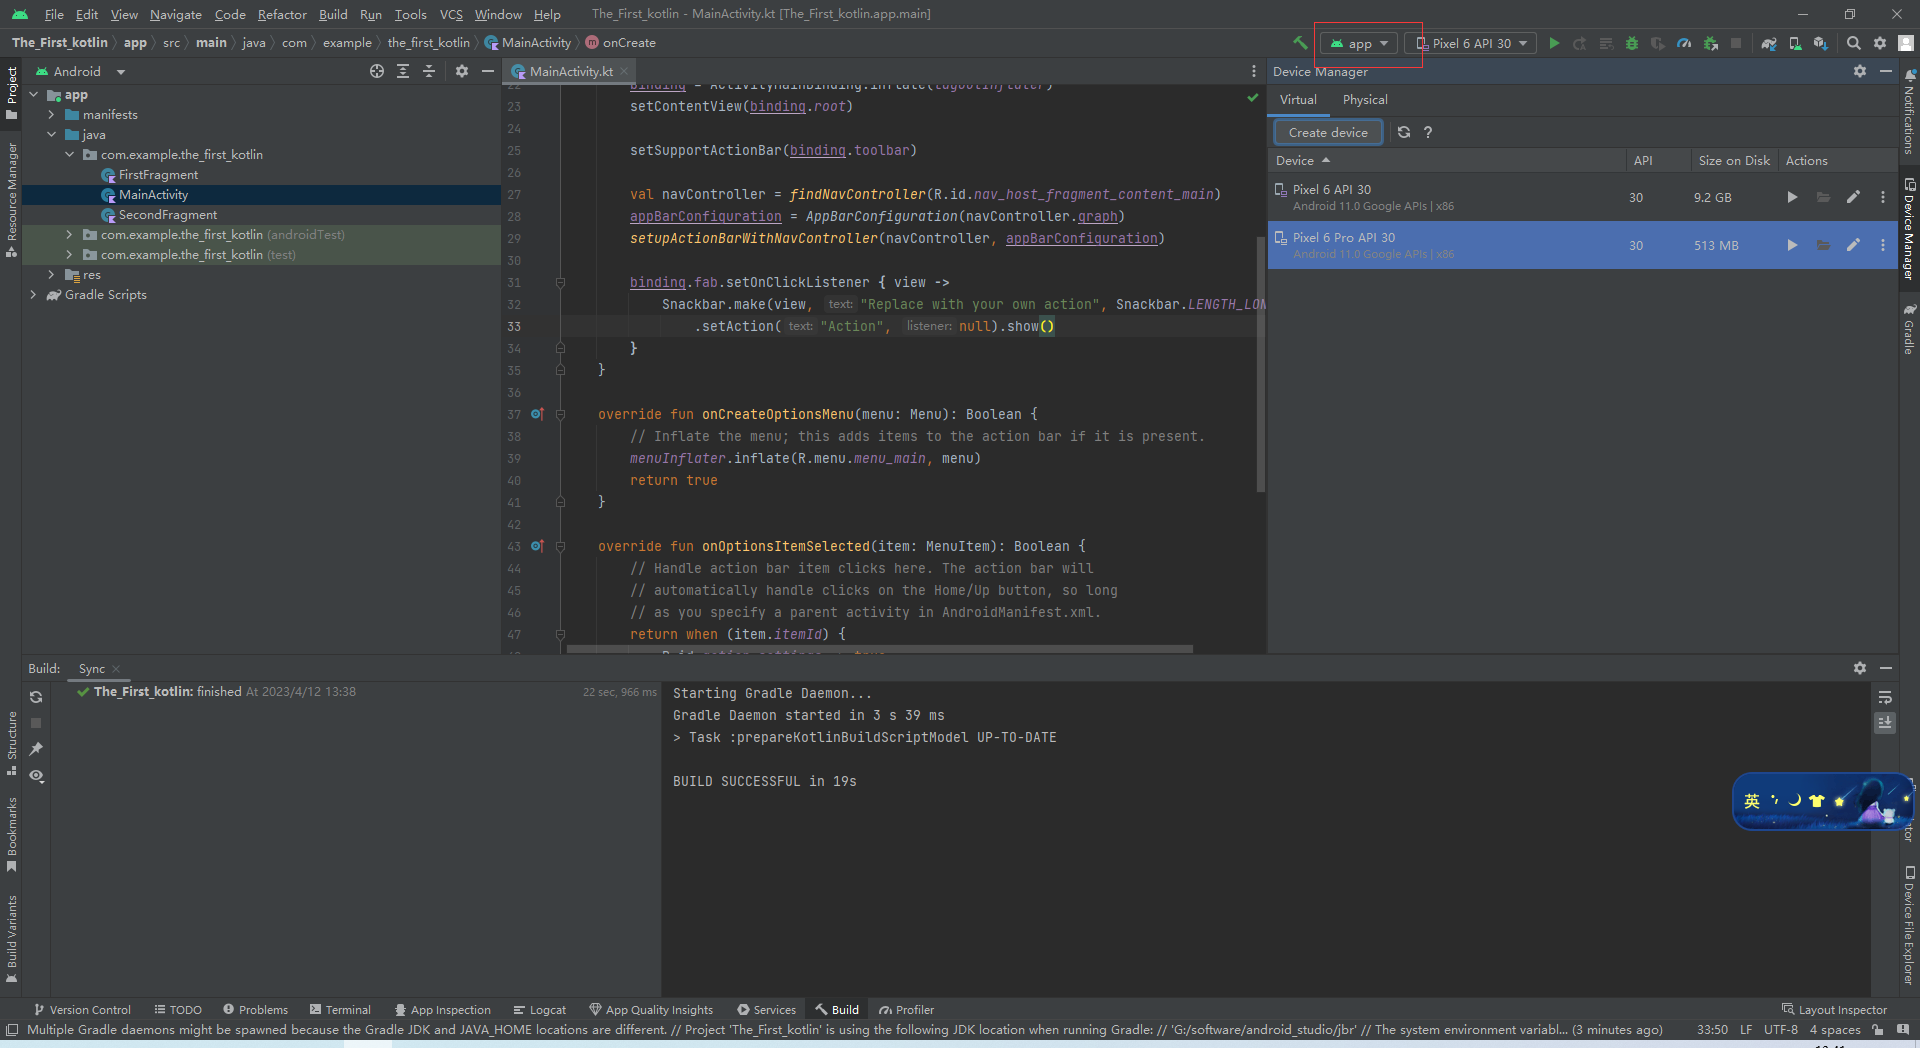 File Edit View Navigate Code Refactor Build Run Tools VCS Window Help The_First_kotlin - MainActivity.kt [The_First_kotlin.app.main]
The_First_kotlin app src main java com example the_first_kotlin MainActivity onCreate
app Pixel 6 API 30
Project
Resource Manager
Structure
Bookmarks
Build Variants
Android
app
manifests
java
com.example.the_first_kotlin
FirstFragment
MainActivity
SecondFragment
com.example.the_first_kotlin (androidTest)
com.example.the_first_kotlin (test)
res
Gradle Scripts
MainActivity.kt
22 binding = ActivityMainBinding.inflate(layoutInflater)
23 setContentView(binding.root)
24
25 setSupportActionBar(binding.toolbar)
26
27 val navController = findNavController(R.id.nav_host_fragment_content_main)
28 appBarConfiguration = AppBarConfiguration(navController.graph)
29 setupActionBarWithNavController(navController, appBarConfiguration)
30
31 binding.fab.setOnClickListener { view ->
32 Snackbar.make(view, text: "Replace with your own action", Snackbar.LENGTH_LON
33 .setAction( text: "Action", listener: null).show()
34 }
35 }
36
37 override fun onCreateOptionsMenu(menu: Menu): Boolean {
38 // Inflate the menu; this adds items to the action bar if it is present.
39 menuInflater.inflate(R.menu.menu_main, menu)
40 return true
41 }
42
43 override fun onOptionsItemSelected(item: MenuItem): Boolean {
44 // Handle action bar item clicks here. The action bar will
45 // automatically handle clicks on the Home/Up button, so long
46 // as you specify a parent activity in AndroidManifest.xml.
47 return when (item.itemId) {
Device Manager
Virtual Physical
Create device ?
Device API Size on Disk Actions
Pixel 6 API 30
Android 11.0 Google APIs | x86
30 9.2 GB
Pixel 6 Pro API 30
Android 11.0 Google APIs | x86
30 513 MB
Notifications
Device Manager
Gradle
Device File Explorer
Build: Sync
The_First_kotlin: finished At 2023/4/12 13:38 22 sec, 966 ms
Starting Gradle Daemon...
Gradle Daemon started in 3 s 39 ms
> Task :prepareKotlinBuildScriptModel UP-TO-DATE
BUILD SUCCESSFUL in 19s
英
Version Control TODO Problems Terminal App Inspection Logcat App Quality Insights Services Build Profiler Layout Inspector
Multiple Gradle daemons might be spawned because the Gradle JDK and JAVA_HOME locations are different. // Project 'The_First_kotlin' is using the following JDK location when running Gradle: // 'G:/software/android_studio/jbr' // The system environment variabl... (3 minutes ago) 33:50 LF UTF-8 4 spaces